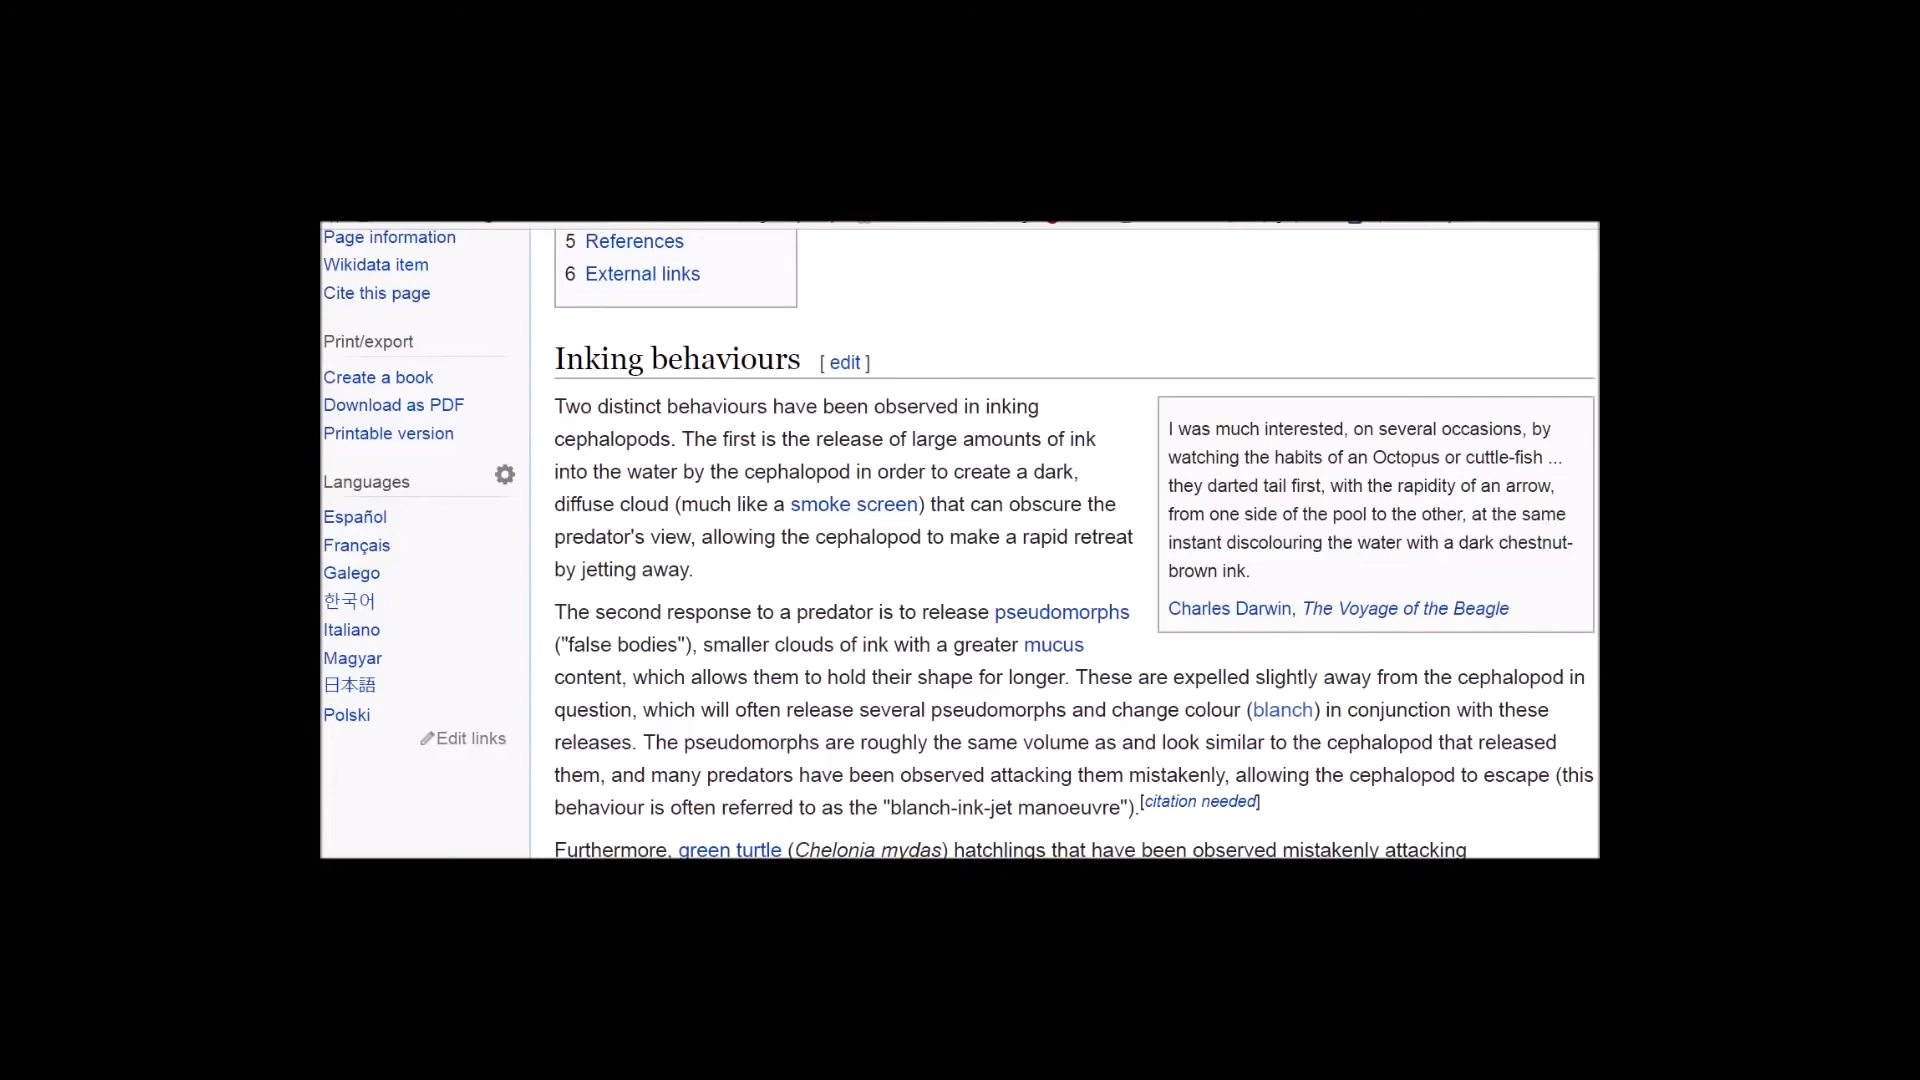 Page information
Wikidata item
Cite this page
Print/export
Create a book
Download as PDF
Printable version
Languages
Español
Français
Galego
한국어
Italiano
Magyar
日本語
Polski
Edit links
5 References
6 External links
Inking behaviours [ edit ]
Two distinct behaviours have been observed in inking
cephalopods. The first is the release of large amounts of ink
into the water by the cephalopod in order to create a dark,
diffuse cloud (much like a smoke screen) that can obscure the
predator's view, allowing the cephalopod to make a rapid retreat
by jetting away.
I was much interested, on several occasions, by
watching the habits of an Octopus or cuttle-fish ...
they darted tail first, with the rapidity of an arrow,
from one side of the pool to the other, at the same
instant discolouring the water with a dark chestnut-
brown ink.
Charles Darwin, The Voyage of the Beagle
The second response to a predator is to release pseudomorphs
("false bodies"), smaller clouds of ink with a greater mucus
content, which allows them to hold their shape for longer. These are expelled slightly away from the cephalopod in
question, which will often release several pseudomorphs and change colour (blanch) in conjunction with these
releases. The pseudomorphs are roughly the same volume as and look similar to the cephalopod that released
them, and many predators have been observed attacking them mistakenly, allowing the cephalopod to escape (this
behaviour is often referred to as the "blanch-ink-jet manoeuvre").[citation needed]
Furthermore, green turtle (Chelonia mydas) hatchlings that have been observed mistakenly attacking